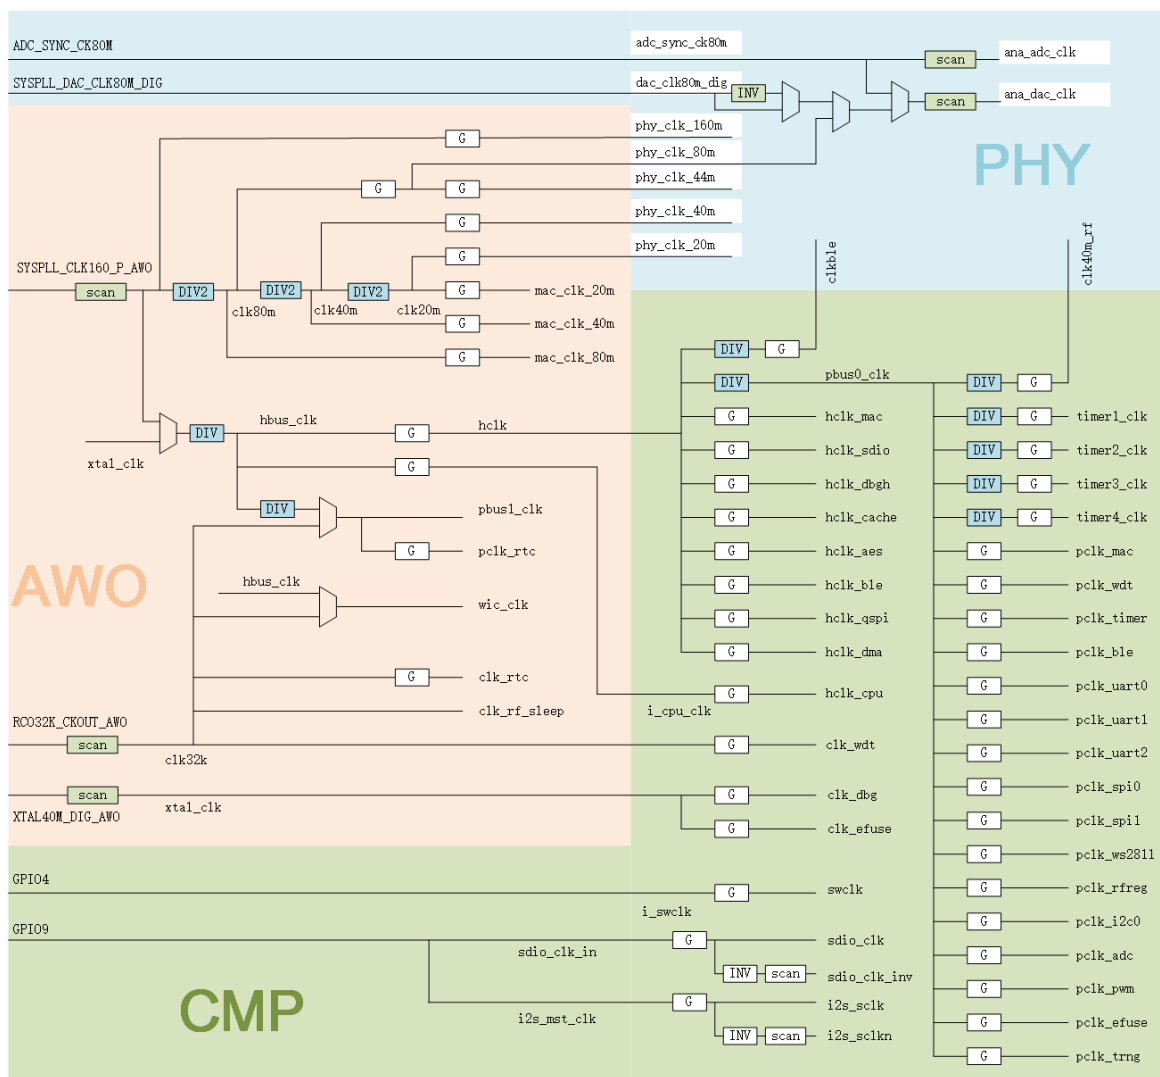 ADC_SYNC_CK80M
adc_sync_ck80m
scan
ana_adc_clk
SYSPLL_DAC_CLK80M_DIG
dac_clk80m_dig
INV
scan
ana_dac_clk
G
phy_clk_160m
phy_clk_80m
PHY
G
G
phy_clk_44m
G
phy_clk_40m
G
phy_clk_20m
clkble
clk40m_rf
SYSPLL_CLK160_P_AWO
scan
DIV2
clk80m
DIV2
clk40m
DIV2
clk20m
G
mac_clk_20m
G
mac_clk_40m
G
mac_clk_80m
xtal_clk
DIV
hbus_clk
G
hclk
G
DIV
pbus1_clk
G
pclk_rtc
AWO
hbus_clk
wic_clk
G
clk_rtc
clk_rf_sleep
RCO32K_CKOUT_AWO
scan
clk32k
scan
XTAL40M_DIG_AWO
xtal_clk
DIV
G
DIV
pbus0_clk
G
hclk_mac
G
hclk_sdio
G
hclk_dbgh
G
hclk_cache
G
hclk_aes
G
hclk_ble
G
hclk_qspi
G
hclk_dma
i_cpu_clk
G
hclk_cpu
G
clk_wdt
G
clk_dbg
G
clk_efuse
DIV
G
DIV
G
timer1_clk
DIV
G
timer2_clk
DIV
G
timer3_clk
DIV
G
timer4_clk
G
pclk_mac
G
pclk_wdt
G
pclk_timer
G
pclk_ble
G
pclk_uart0
G
pclk_uart1
G
pclk_uart2
G
pclk_spi0
G
pclk_spi1
G
pclk_ws2811
G
pclk_rfreg
G
pclk_i2c0
G
pclk_adc
G
pclk_pwm
G
pclk_efuse
G
pclk_trng
GPIO4
i_swclk
G
swclk
GPIO9
sdio_clk_in
G
sdio_clk
INV
scan
sdio_clk_inv
CMP
i2s_mst_clk
G
i2s_sclk
INV
scan
i2s_sclkn